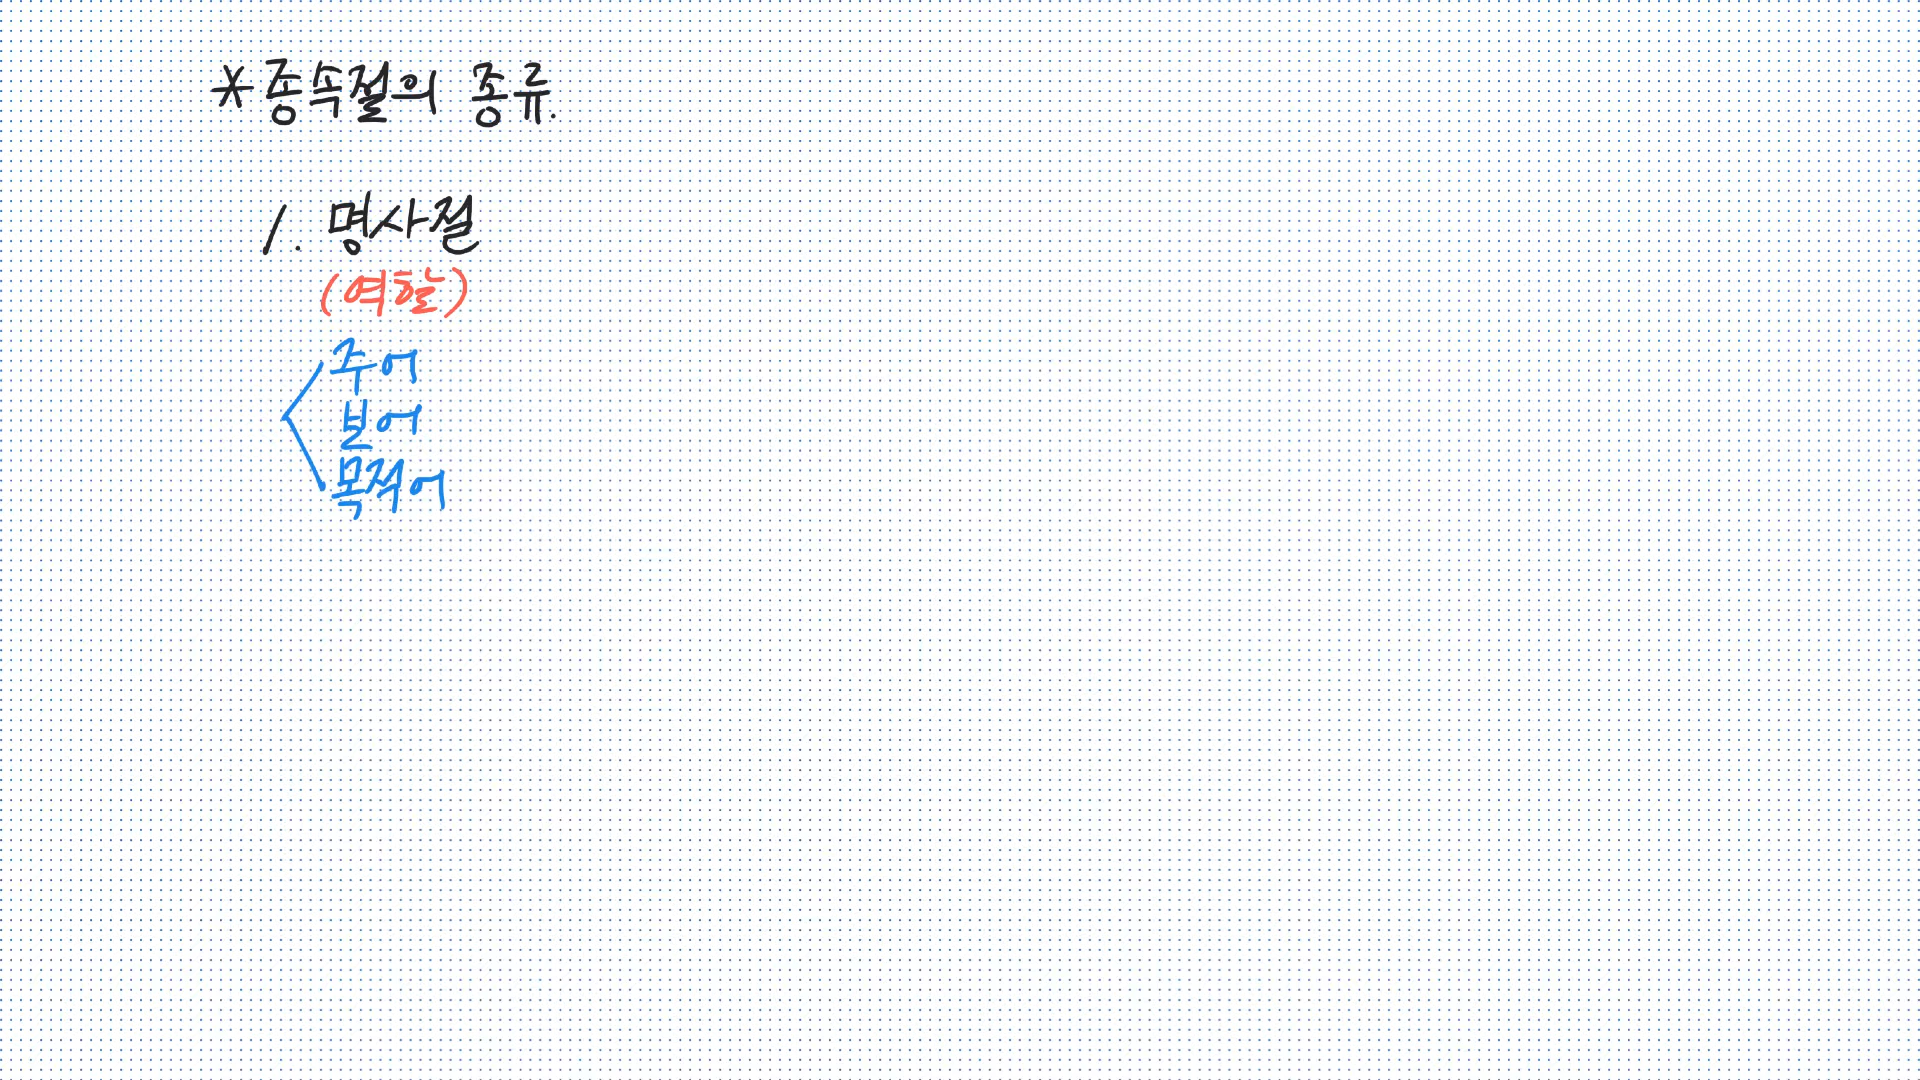 *종속절의 종류.
1. 명사절
(역할)
주어
보어
목적어